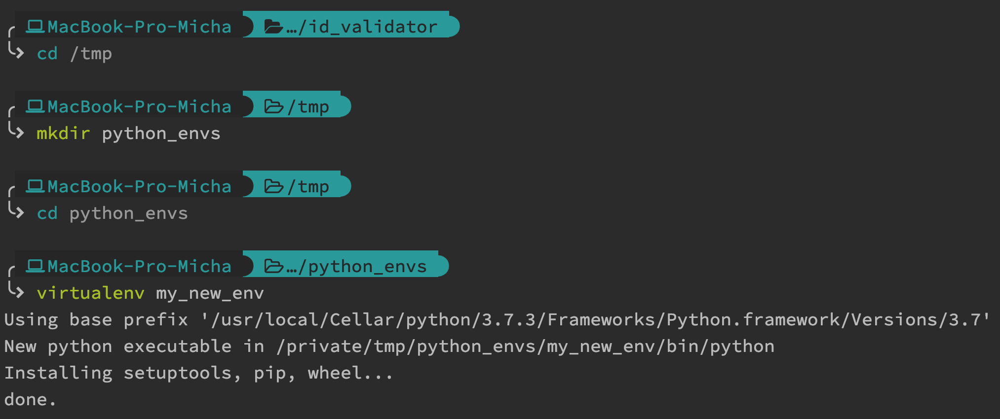 MacBook-Pro-Micha …/id_validator
cd /tmp
MacBook-Pro-Micha /tmp
mkdir python_envs
MacBook-Pro-Micha /tmp
cd python_envs
MacBook-Pro-Micha …/python_envs
virtualenv my_new_env
Using base prefix '/usr/local/Cellar/python/3.7.3/Frameworks/Python.framework/Versions/3.7'
New python executable in /private/tmp/python_envs/my_new_env/bin/python
Installing setuptools, pip, wheel...
done.